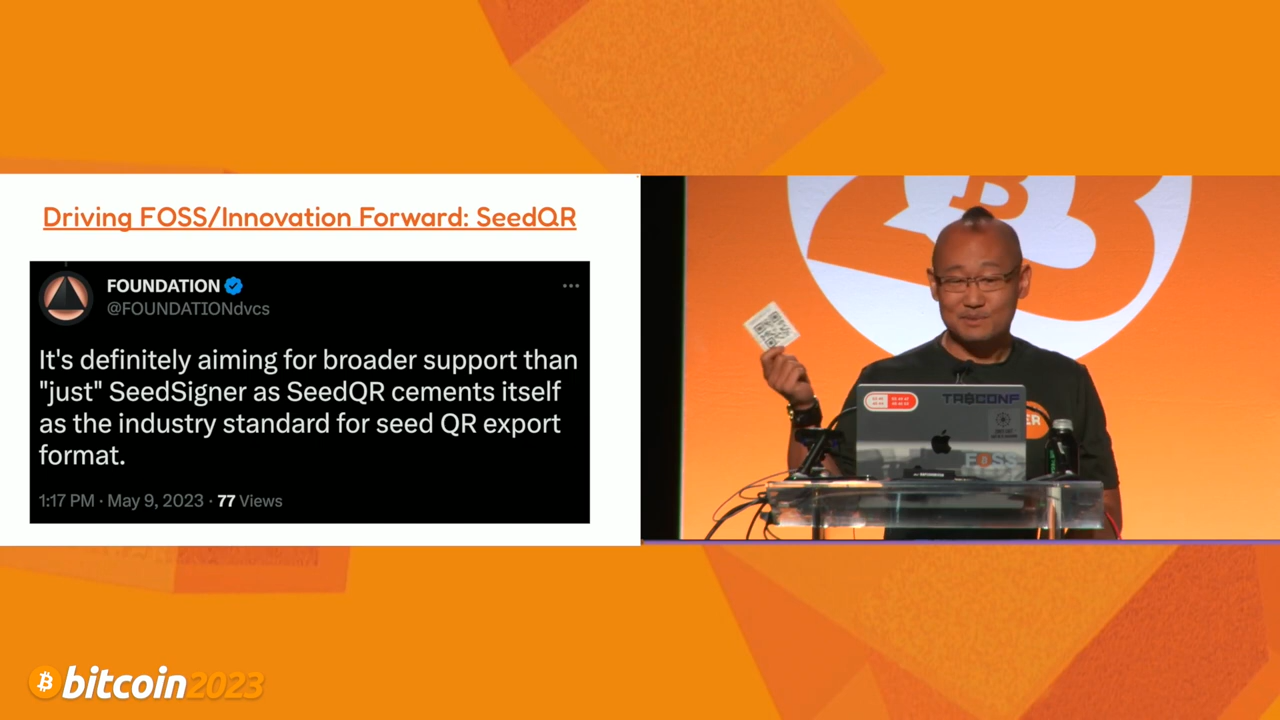 Driving FOSS/Innovation Forward: SeedQR
FOUNDATION
@FOUNDATIONdvcs
It's definitely aiming for broader support than
"just" SeedSigner as SeedQR cements itself
as the industry standard for seed QR export
format.
1:17 PM · May 9, 2023 · 77 Views
TABCONF
ER
FOSS
bitcoin2023